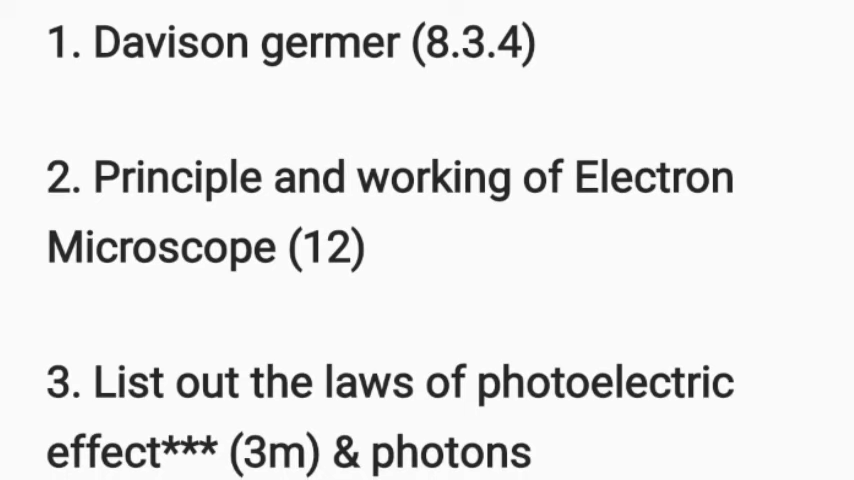 1. Davison germer (8.3.4)
2. Principle and working of Electron
Microscope (12)
3. List out the laws of photoelectric
effect*** (3m) & photons